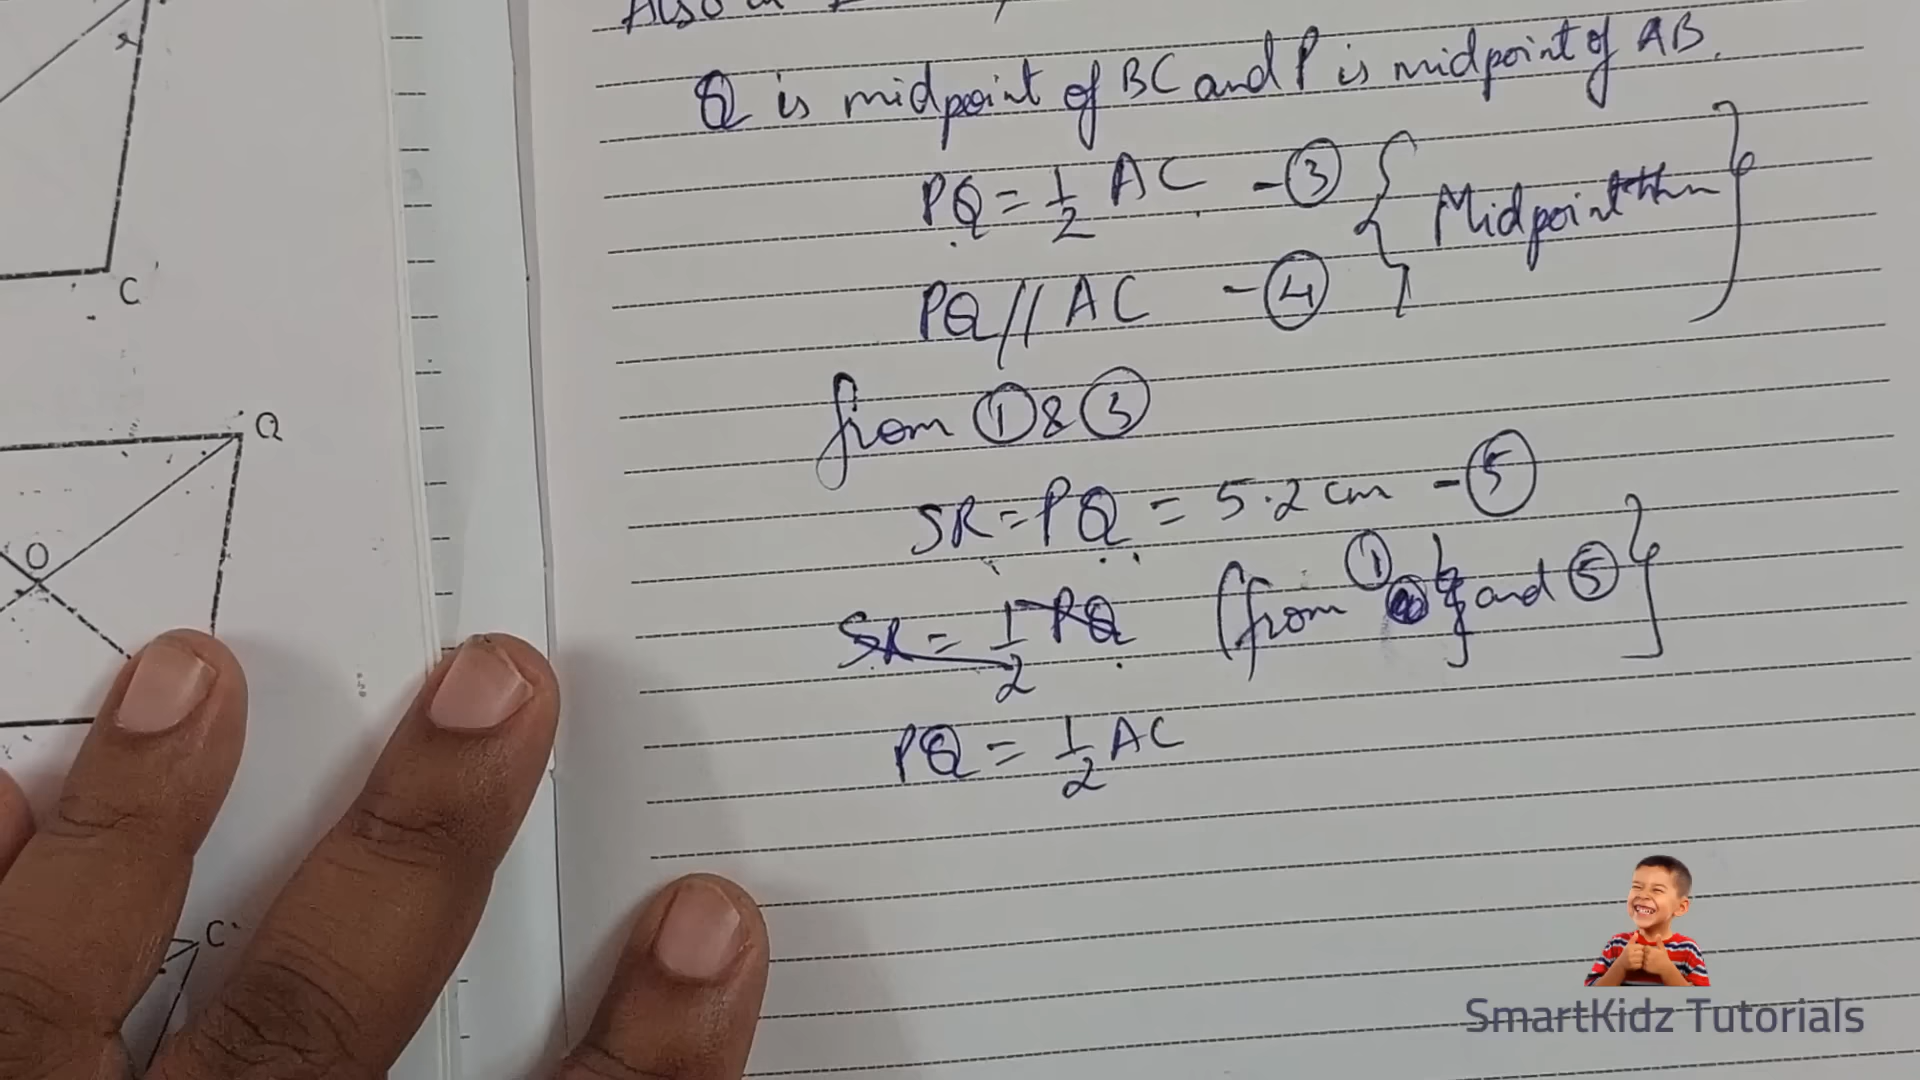 Also
Q is midpoint of BC and P is midpoint of AB.
PQ = 1/2 AC - ③ { Midpoint thm }
PQ // AC - ④
from ① & ③
SR = PQ = 5.2 cm - ⑤
SR = 1/2 PQ (from ① and ⑤ }
PQ = 1/2 AC
C
Q
O
C
SmartKidz Tutorials